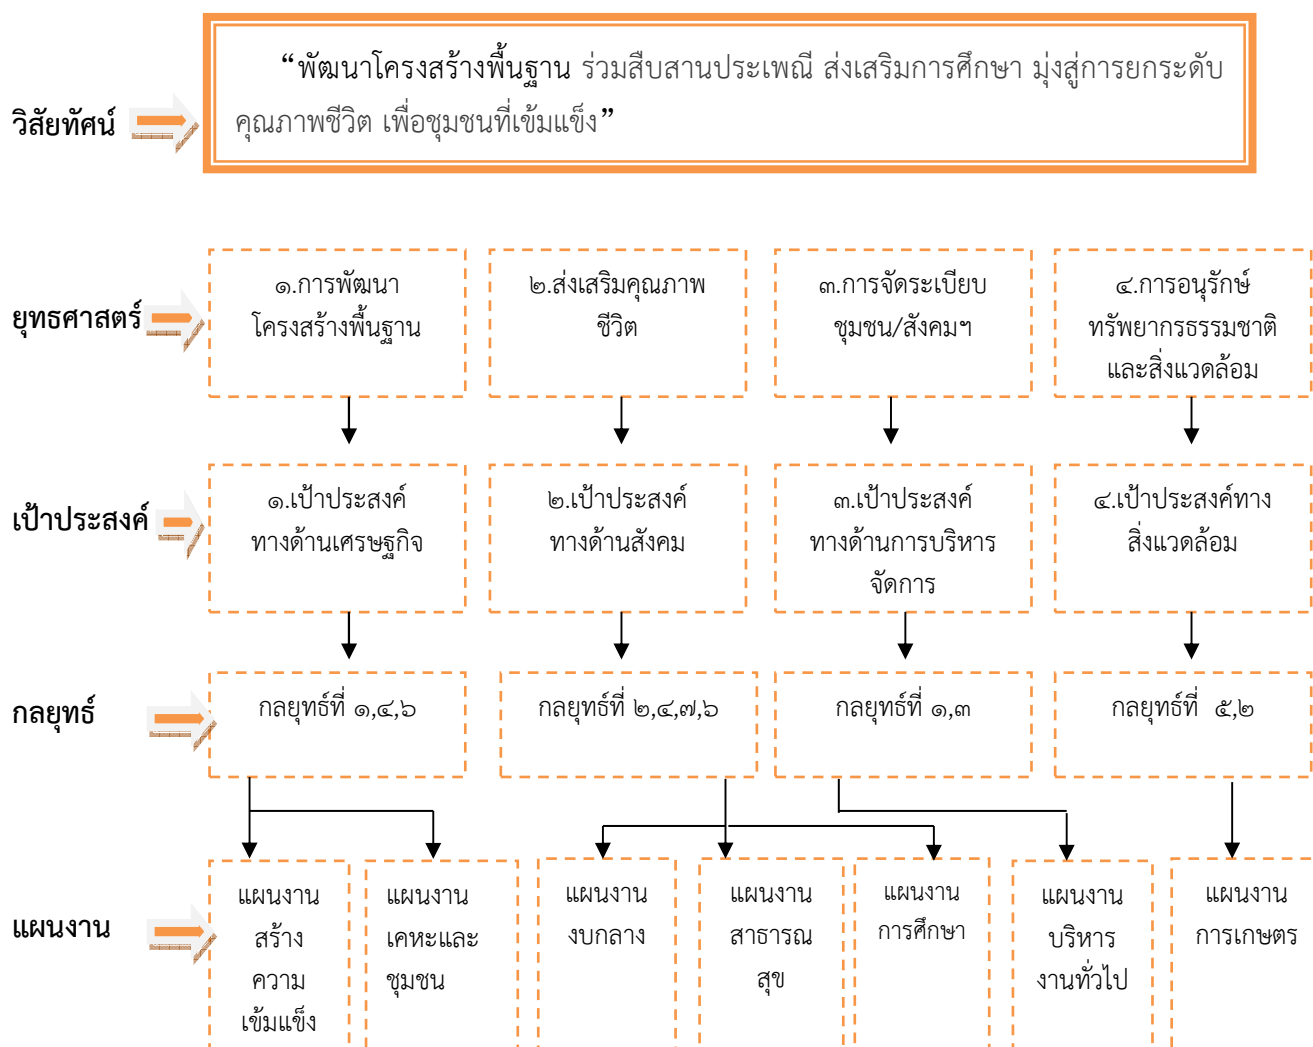 “พัฒนาโครงสร้างพื้นฐาน ร่วมสืบสานประเพณี ส่งเสริมการศึกษา มุ่งสู่การยกระดับ
คุณภาพชีวิต เพื่อชุมชนที่เข้มแข็ง”
วิสัยทัศน์
ยุทธศาสตร์
๑.การพัฒนา
โครงสร้างพื้นฐาน
๒.ส่งเสริมคุณภาพ
ชีวิต
๓.การจัดระเบียบ
ชุมชน/สังคมฯ
๔.การอนุรักษ์
ทรัพยากรธรรมชาติ
และสิ่งแวดล้อม
เป้าประสงค์
๑.เป้าประสงค์
ทางด้านเศรษฐกิจ
๒.เป้าประสงค์
ทางด้านสังคม
๓.เป้าประสงค์
ทางด้านการบริหาร
จัดการ
๔.เป้าประสงค์ทาง
สิ่งแวดล้อม
กลยุทธ์
กลยุทธ์ที่ ๑,๔,๖
กลยุทธ์ที่ ๒,๔,๗,๖
กลยุทธ์ที่ ๑,๓
กลยุทธ์ที่ ๕,๒
แผนงาน
แผนงาน
สร้าง
ความ
เข้มแข็ง
แผนงาน
เคหะและ
ชุมชน
แผนงาน
งบกลาง
แผนงาน
สาธารณ
สุข
แผนงาน
การศึกษา
แผนงาน
บริหาร
งานทั่วไป
แผนงาน
การเกษตร